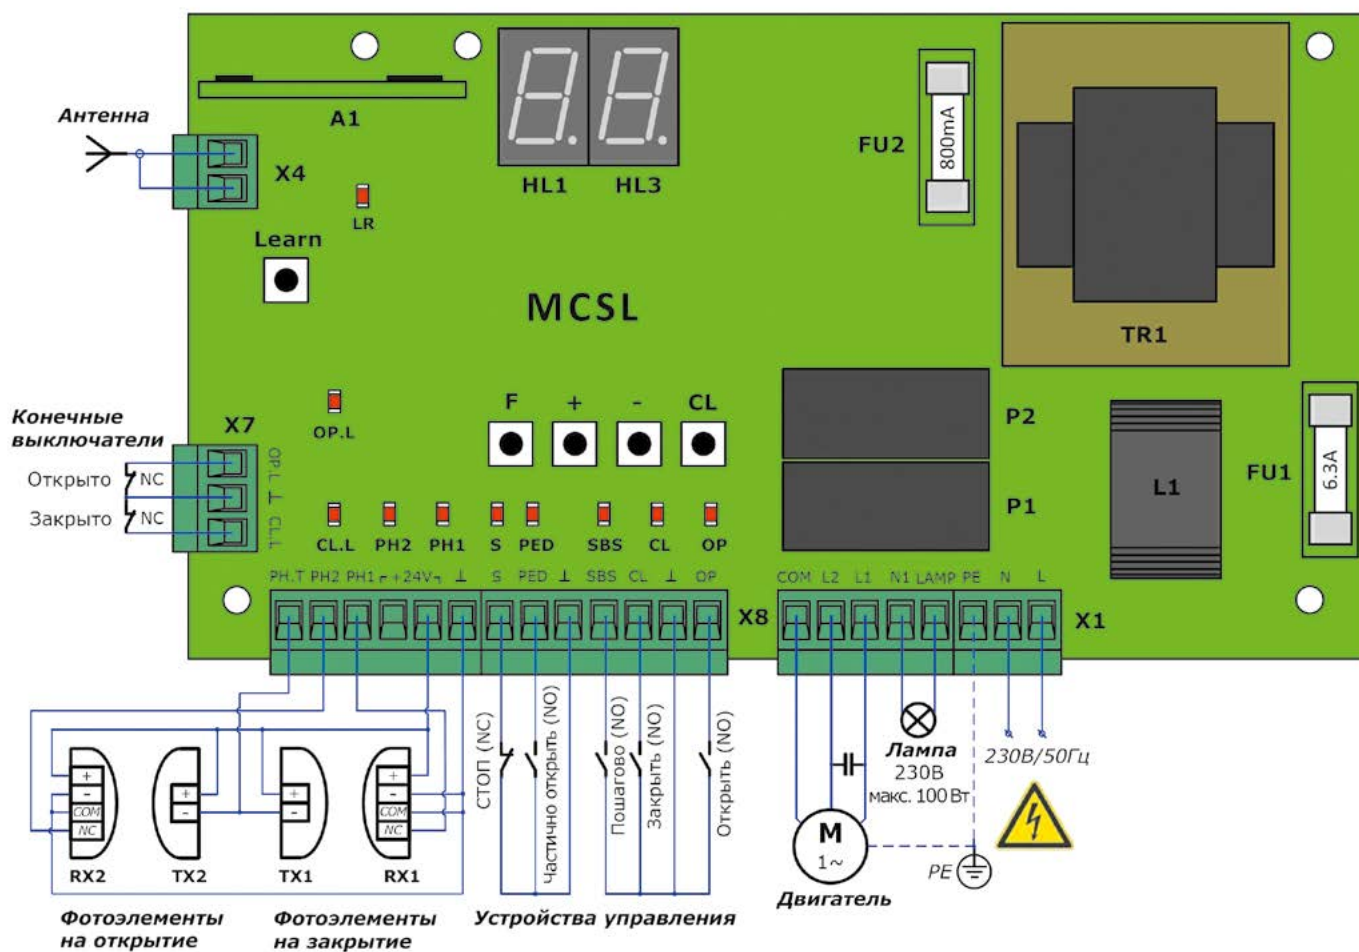 Антенна
A1
X4
LR
Learn
HL1
HL3
FU2
800mA
TR1
MCSL
Конечные
выключатели
Открыто
NC
Закрыто
NC
X7
OP.L
⊥
CL.L
OP.L
F
+
-
CL
P2
P1
L1
FU1
6.3A
CL.L
PH2
PH1
S
PED
SBS
CL
OP
PH.T PH2 PH1 +24V ⊥ S PED ⊥ SBS CL ⊥ OP
X8
COM L2 L1 N1 LAMP PE N L
X1
+
-
COM
NC
RX2
+
-
TX2
+
-
TX1
+
-
COM
NC
RX1
Фотоэлементы
на открытие
Фотоэлементы
на закрытие
СТОП (NC)
Частично открыть (NO)
Пошагово (NO)
Закрыть (NO)
Открыть (NO)
Устройства управления
Лампа
230В
макс. 100 Вт
230В/50Гц
M
1~
Двигатель
PE